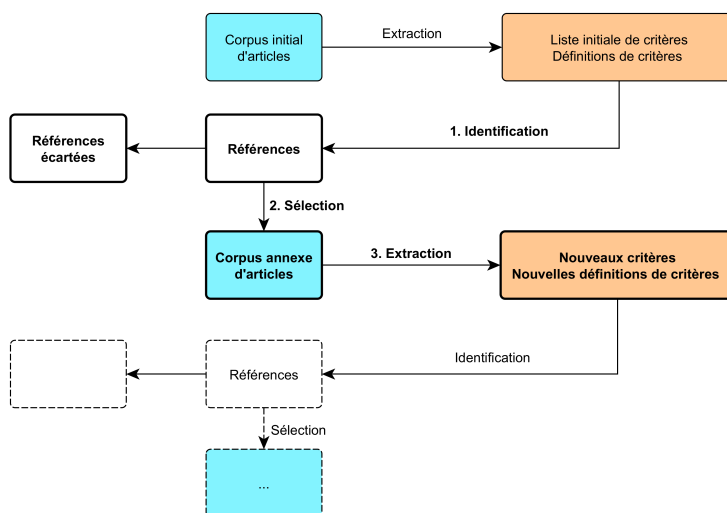 Corpus initial
d'articles
Extraction
Liste initiale de critères
Définitions de critères
1. Identification
Références
écartées
Références
2. Sélection
Corpus annexe
d'articles
3. Extraction
Nouveaux critères
Nouvelles définitions de critères
Identification
Références
Sélection
...